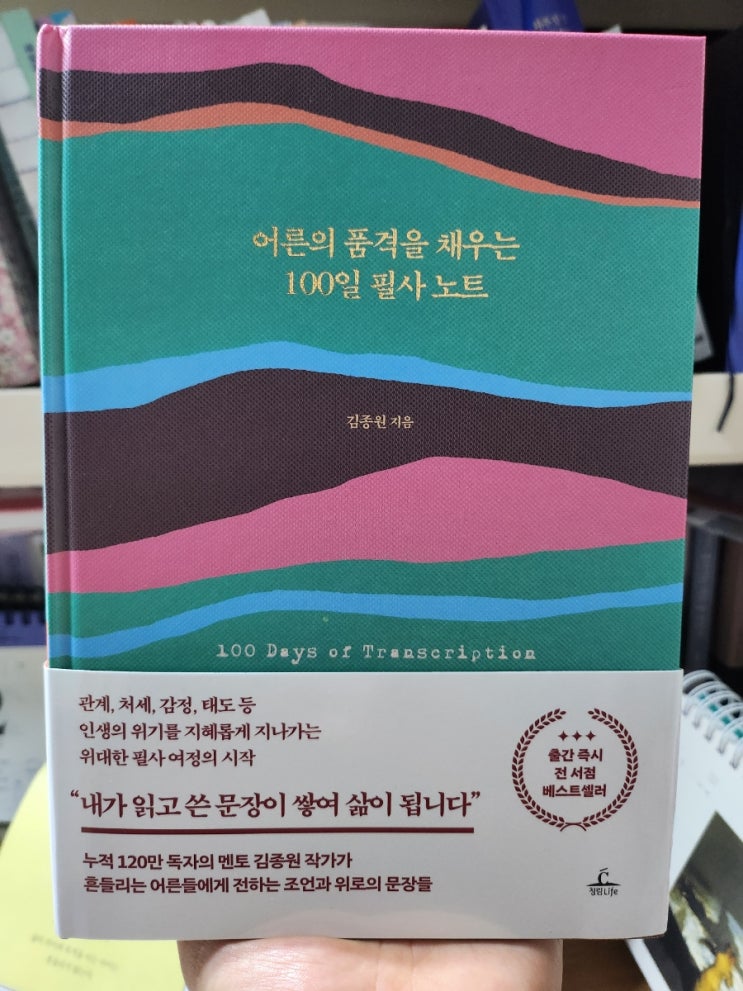 어른의 품격을 채우는
100일 필사 노트
김종원 지음
100 Days of Transcription
관계, 처세, 감정, 태도 등
인생의 위기를 지혜롭게 지나가는
위대한 필사 여정의 시작
“내가 읽고 쓴 문장이 쌓여 삶이 됩니다”
누적 120만 독자의 멘토 김종원 작가가
흔들리는 어른들에게 전하는 조언과 위로의 문장들
출간 즉시
전 서점
베스트셀러
청림Life